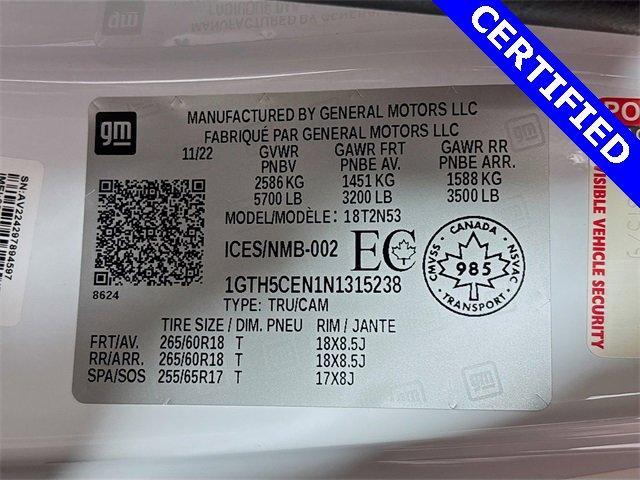 CERTIFIED
gm
MANUFACTURED BY GENERAL MOTORS LLC
FABRIQUÉ PAR GENERAL MOTORS LLC
11/22 GVWR GAWR FRT GAWR RR
PNBV PNBE AV. PNBE ARR.
2586 KG 1451 KG 1588 KG
5700 LB 3200 LB 3500 LB
MODEL/MODÈLE: 18T2N53
ICES/NMB-002 EC
CANADA
CMVSS 985 NSVAC
TRANSPORT
8624
1GTH5CEN1N1315238
TYPE: TRU/CAM
TIRE SIZE / DIM. PNEU RIM / JANTE
FRT/AV. 265/60R18 T 18X8.5J
RR/ARR. 265/60R18 T 18X8.5J
SPA/SOS 255/65R17 T 17X8J
gm
SN:AV224297894597
PO
VISIBLE VEHICLE SECURITY